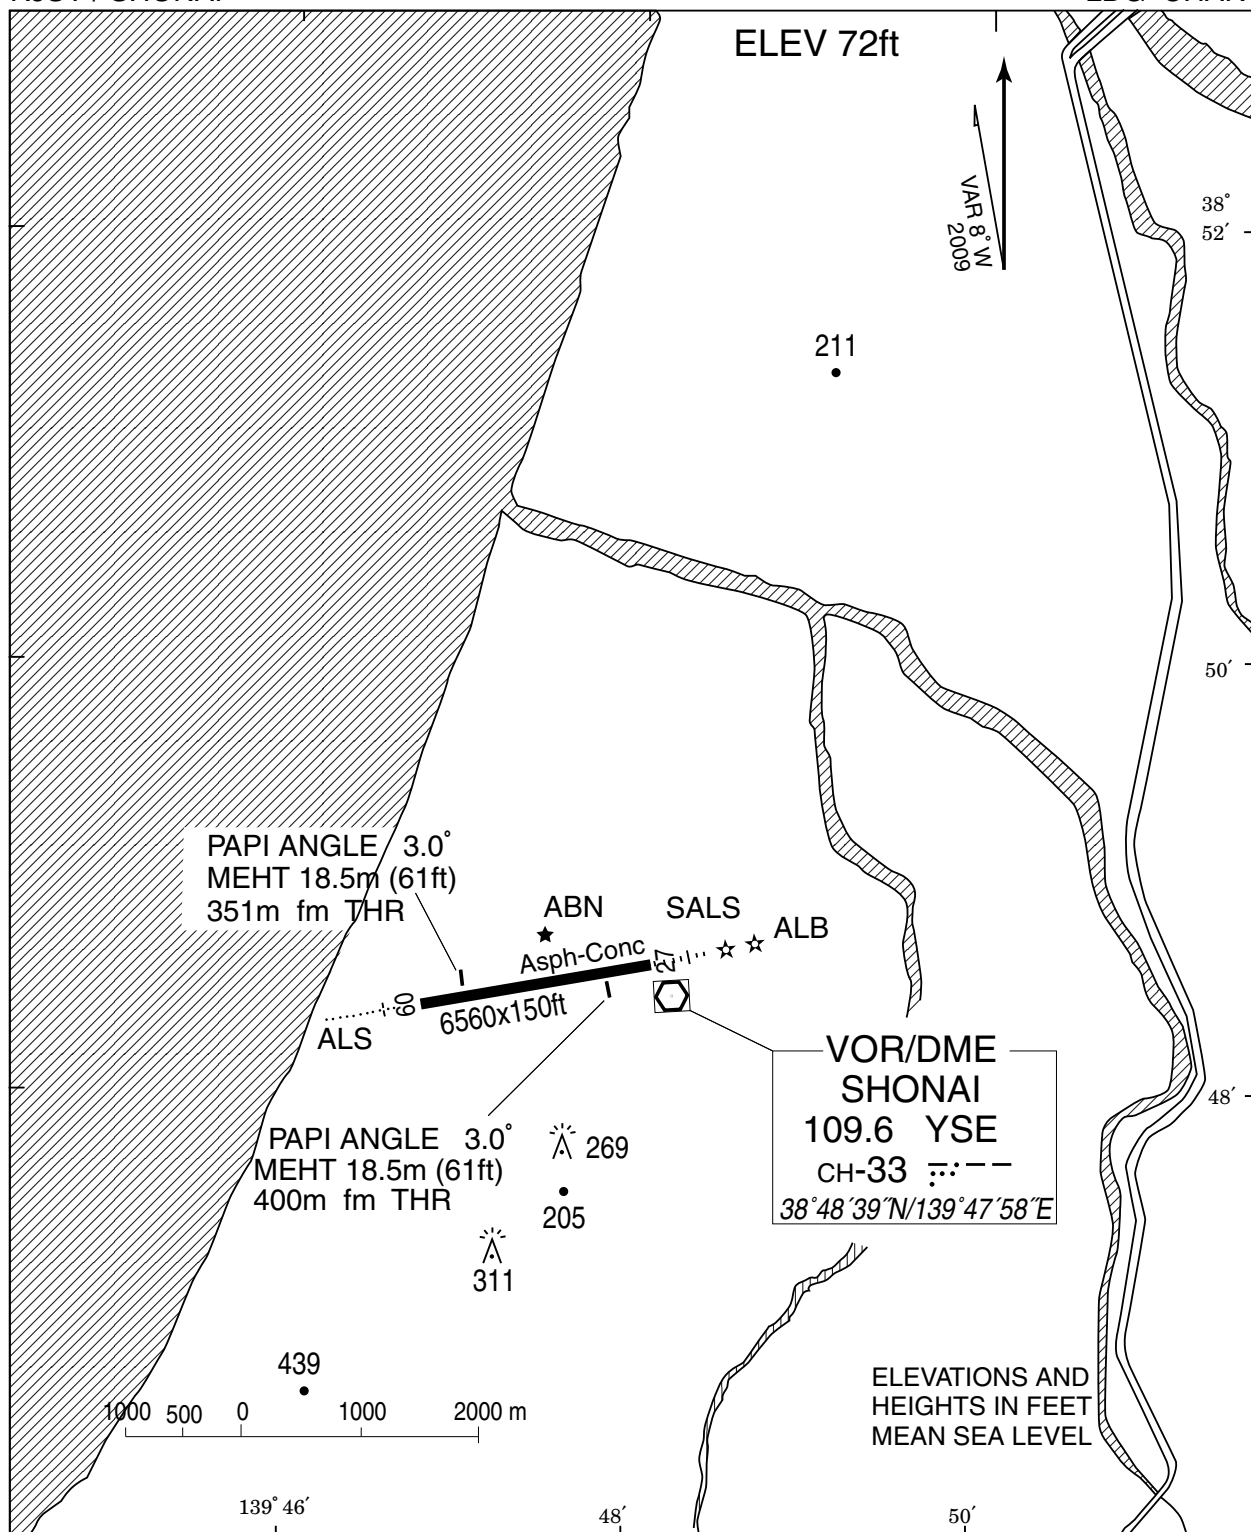 ELEV 72ft
VAR 8° W
2009
38°
52′
211
50′
PAPI ANGLE 3.0°
MEHT 18.5m (61ft)
351m fm THR
ABN
SALS
ALB
Asph-Conc
27
09
6560x150ft
ALS
VOR/DME
SHONAI
109.6 YSE
CH-33
38°48′39″N/139°47′58″E
48′
PAPI ANGLE 3.0°
MEHT 18.5m (61ft)
400m fm THR
269
205
311
439
1000 500 0 1000 2000 m
ELEVATIONS AND
HEIGHTS IN FEET
MEAN SEA LEVEL
139° 46′
48′
50′